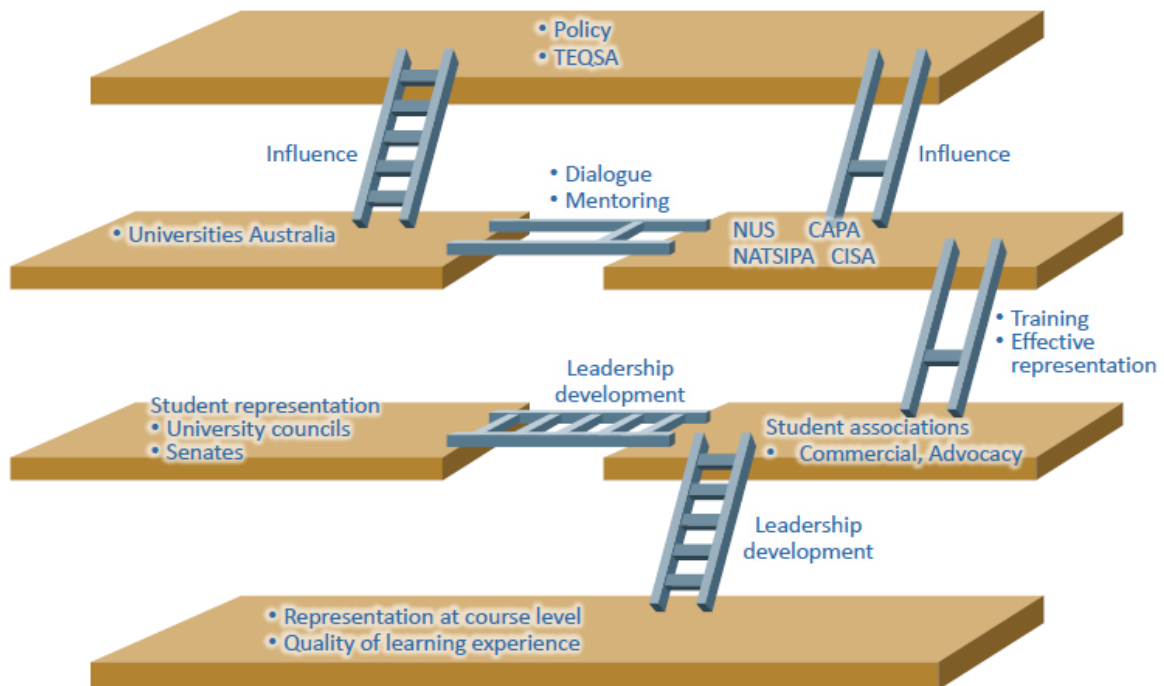 • Policy
• TEQSA
Influence
Influence
• Dialogue
• Mentoring
• Universities Australia
NUS CAPA
NATSIPA CISA
• Training
• Effective
representation
Leadership
development
Student representation
• University councils
• Senates
Student associations
• Commercial, Advocacy
Leadership
development
• Representation at course level
• Quality of learning experience